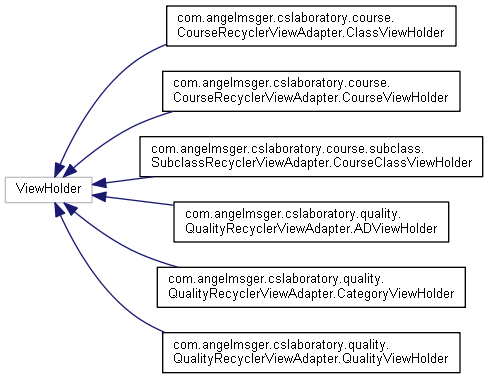 com.angelmsger.cslaboratory.course.
CourseRecyclerViewAdapter.ClassViewHolder
com.angelmsger.cslaboratory.course.
CourseRecyclerViewAdapter.CourseViewHolder
com.angelmsger.cslaboratory.course.subclass.
SubclassRecyclerViewAdapter.CourseClassViewHolder
ViewHolder
com.angelmsger.cslaboratory.quality.
QualityRecyclerViewAdapter.ADViewHolder
com.angelmsger.cslaboratory.quality.
QualityRecyclerViewAdapter.CategoryViewHolder
com.angelmsger.cslaboratory.quality.
QualityRecyclerViewAdapter.QualityViewHolder